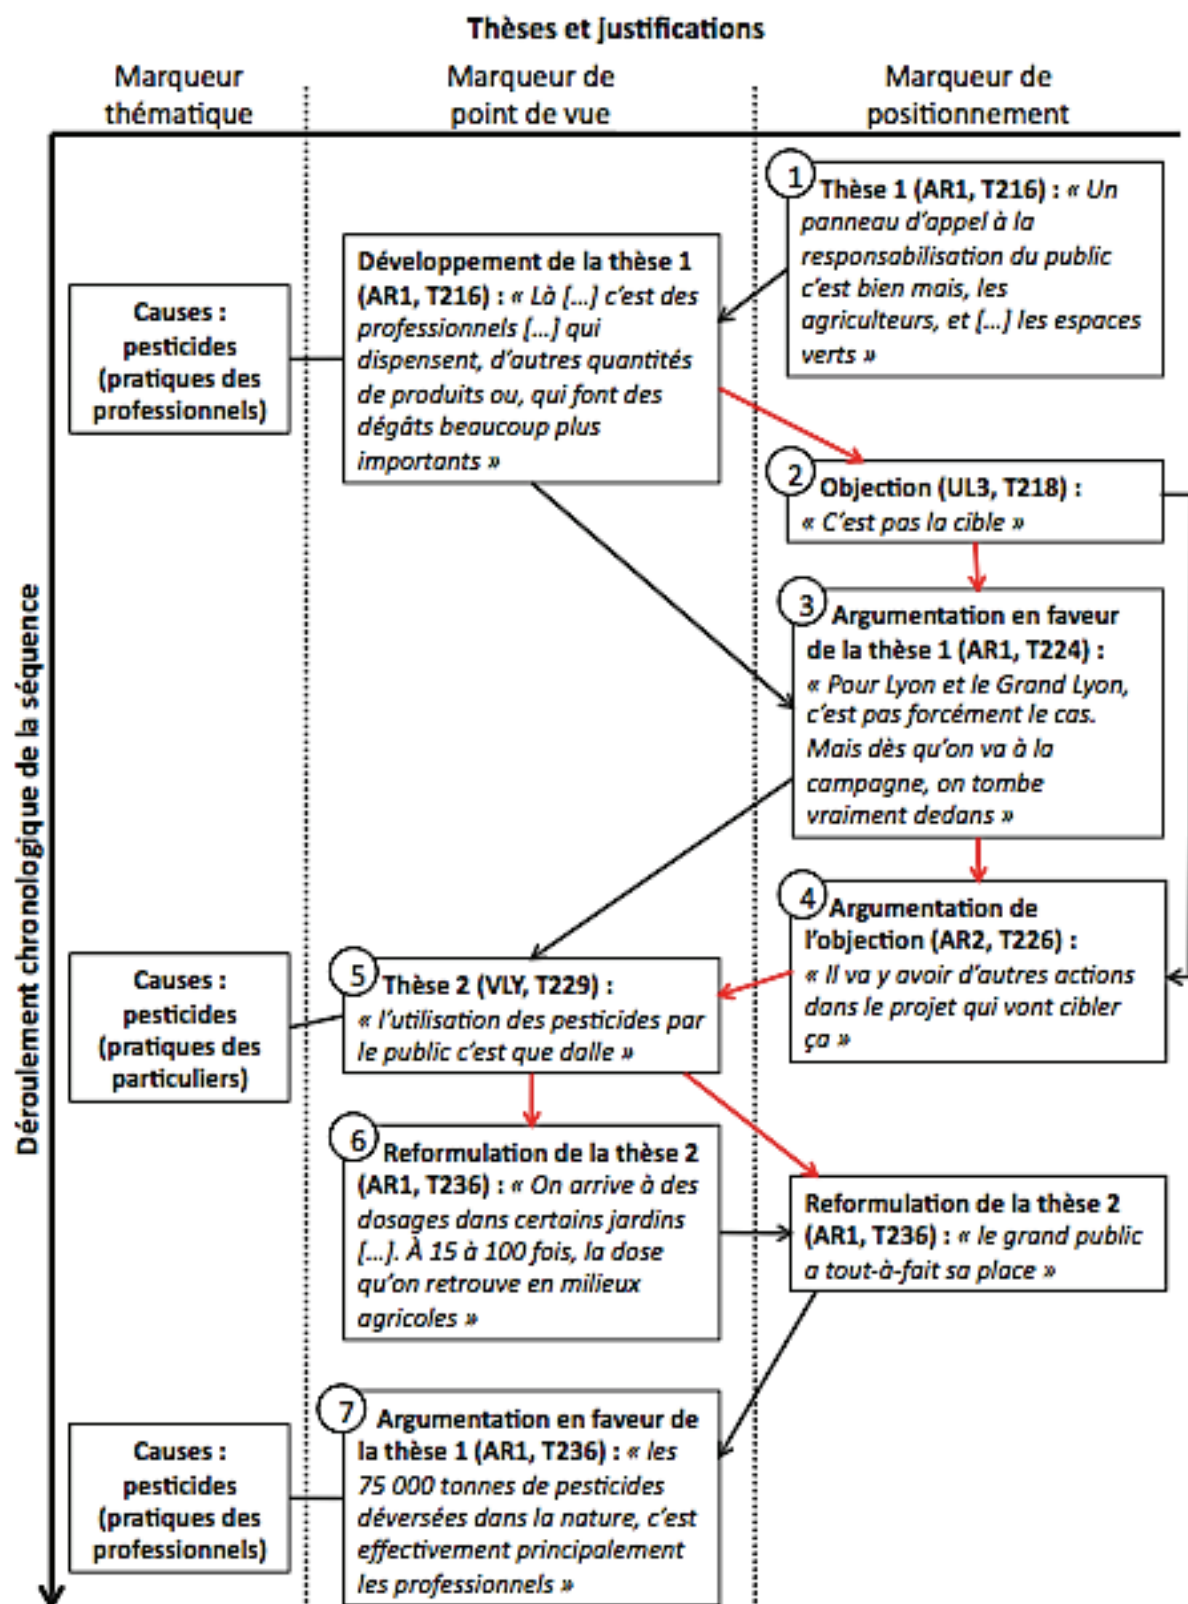 Thèses et justifications
Marqueur
thématique
Marqueur de
point de vue
Marqueur de
positionnement
Déroulement chronologique de la séquence
1
Thèse 1 (AR1, T216) : « Un
panneau d'appel à la
responsabilisation du public
c'est bien mais, les
agriculteurs, et […] les espaces
verts »
Développement de la thèse 1
(AR1, T216) : « Là […] c'est des
professionnels […] qui
dispensent, d'autres quantités
de produits ou, qui font des
dégâts beaucoup plus
importants »
Causes :
pesticides
(pratiques des
professionnels)
2
Objection (UL3, T218) :
« C'est pas la cible »
3
Argumentation en faveur
de la thèse 1 (AR1, T224) :
« Pour Lyon et le Grand Lyon,
c'est pas forcément le cas.
Mais dès qu'on va à la
campagne, on tombe
vraiment dedans »
4
Argumentation de
l'objection (AR2, T226) :
« Il va y avoir d'autres actions
dans le projet qui vont cibler
ça »
5
Thèse 2 (VLY, T229) :
« l'utilisation des pesticides par
le public c'est que dalle »
Causes :
pesticides
(pratiques des
particuliers)
6
Reformulation de la thèse 2
(AR1, T236) : « On arrive à des
dosages dans certains jardins
[…]. À 15 à 100 fois, la dose
qu'on retrouve en milieux
agricoles »
Reformulation de la thèse 2
(AR1, T236) : « le grand public
a tout-à-fait sa place »
7
Argumentation en faveur de
la thèse 1 (AR1, T236) : « les
75 000 tonnes de pesticides
déversées dans la nature, c'est
effectivement principalement
les professionnels »
Causes :
pesticides
(pratiques des
professionnels)